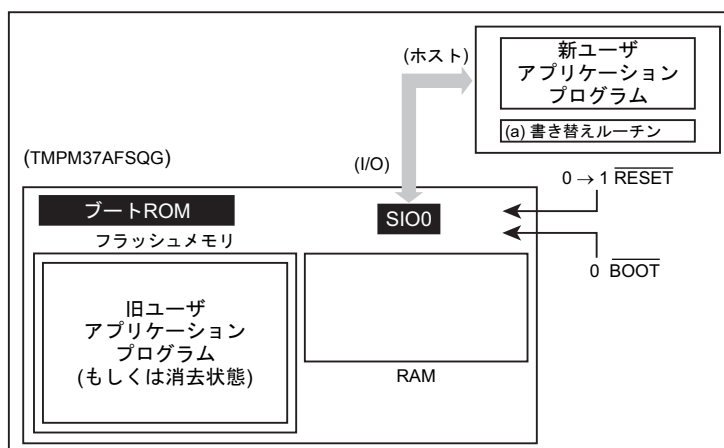 (ホスト)
新ユーザ
アプリケーション
プログラム
(a) 書き替えルーチン
(TMPM37AFSQG)
(I/O)
0 → 1 RESET
ブートROM
SIO0
フラッシュメモリ
0 BOOT
旧ユーザ
アプリケーション
プログラム
(もしくは消去状態)
RAM